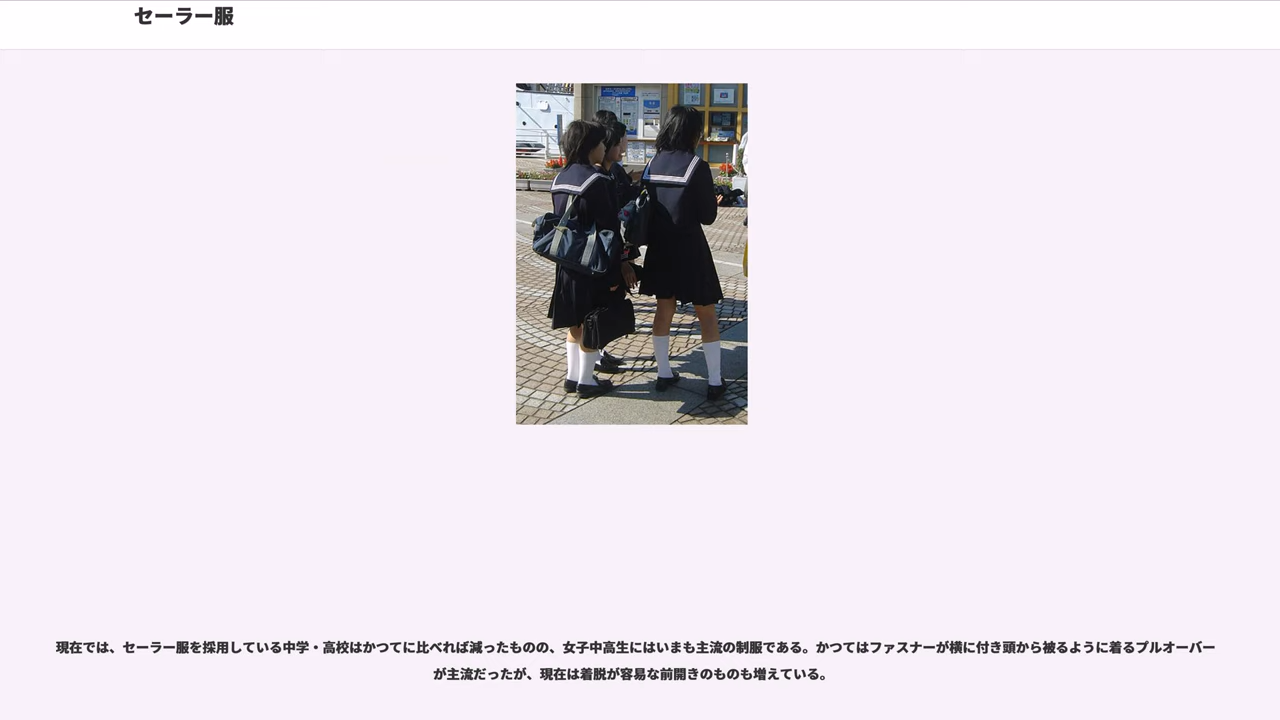 セーラー服
現在では、セーラー服を採用している中学・高校はかつてに比べれば減ったものの、女子中高生にはいまも主流の制服である。かつてはファスナーが横に付き頭から被るように着るプルオーバー
が主流だったが、現在は着脱が容易な前開きのものも増えている。